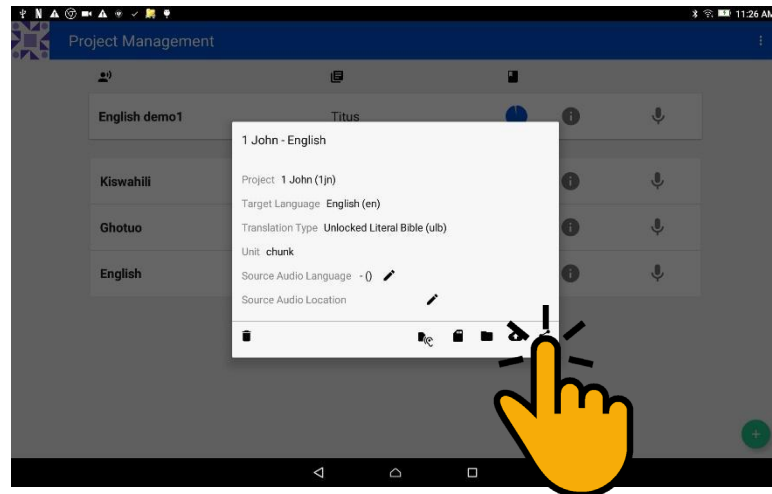 11:26 AM
Project Management
English demo1 Titus
1 John - English
Project 1 John (1jn)
Target Language English (en)
Translation Type Unlocked Literal Bible (ulb)
Unit chunk
Source Audio Language - ()
Source Audio Location
Kiswahili
Ghotuo
English